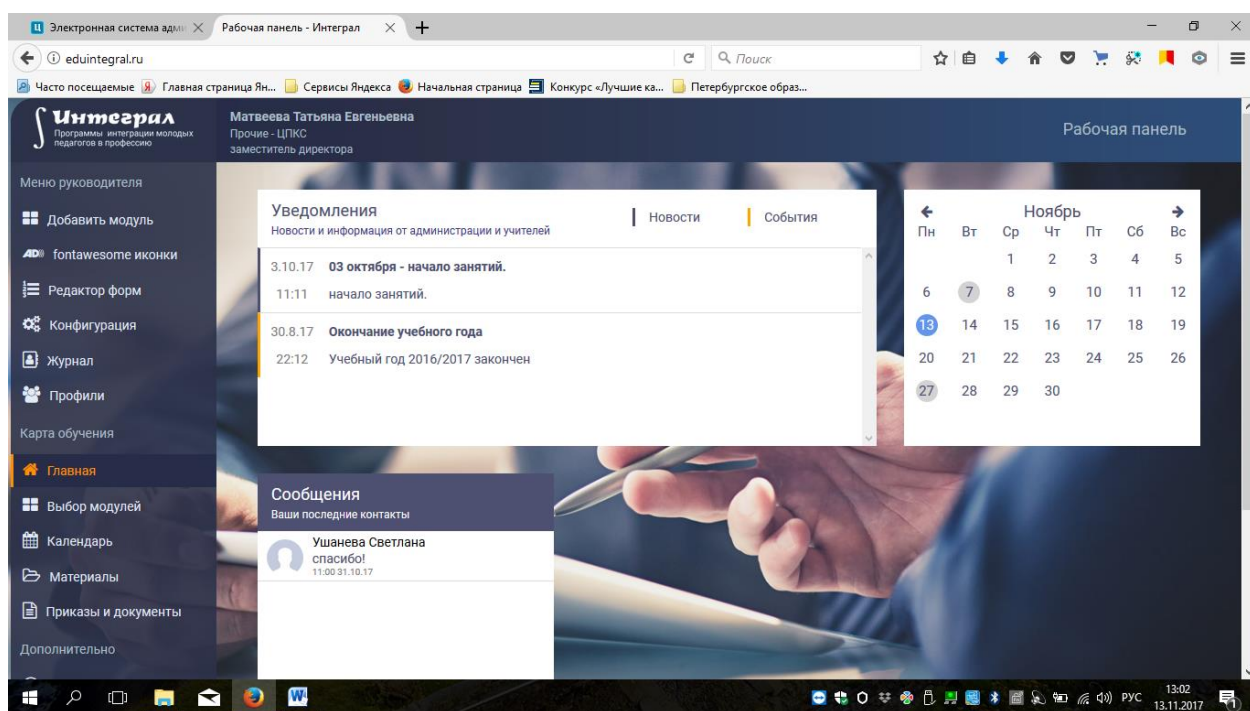 Электронная система адми
Рабочая панель - Интеграл
eduintegral.ru
Поиск
Часто посещаемые
Главная страница Ян...
Сервисы Яндекса
Начальная страница
Конкурс «Лучшие ка...
Петербургское образ...
Интеграл
Программы интеграции молодых
педагогов в профессию
Матвеева Татьяна Евгеньевна
Прочие - ЦПКС
заместитель директора
Рабочая панель
Меню руководителя
Добавить модуль
fontawesome иконки
Редактор форм
Конфигурация
Журнал
Профили
Карта обучения
Главная
Выбор модулей
Календарь
Материалы
Приказы и документы
Дополнительно
Уведомления
Новости и информация от администрации и учителей
Новости
События
3.10.17 03 октября - начало занятий.
11:11 начало занятий.
30.8.17 Окончание учебного года
22:12 Учебный год 2016/2017 закончен
Ноябрь
Пн Вт Ср Чт Пт Сб Вс
1 2 3 4 5
6 7 8 9 10 11 12
13 14 15 16 17 18 19
20 21 22 23 24 25 26
27 28 29 30
Сообщения
Ваши последние контакты
Ушанева Светлана
спасибо!
11:00 31.10.17
РУС
13:02
13.11.2017